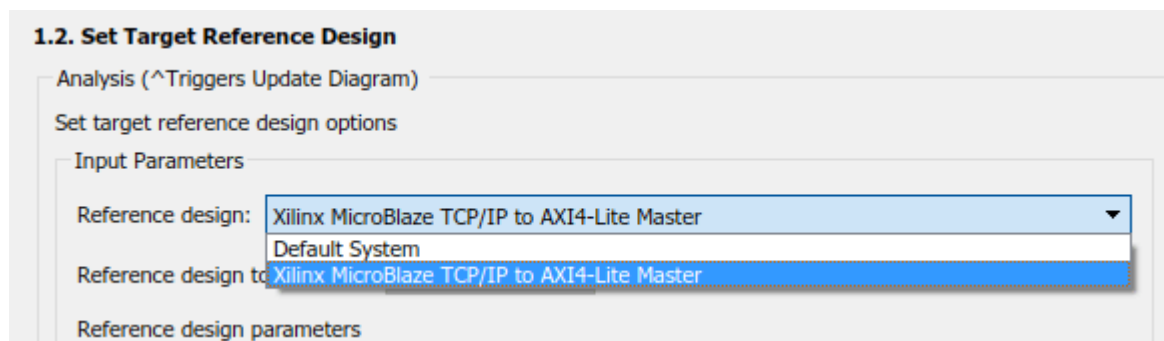 1.2. Set Target Reference Design
Analysis (^Triggers Update Diagram)
Set target reference design options
Input Parameters
Reference design: Xilinx MicroBlaze TCP/IP to AXI4-Lite Master
Default System
Reference design to Xilinx MicroBlaze TCP/IP to AXI4-Lite Master
Reference design parameters